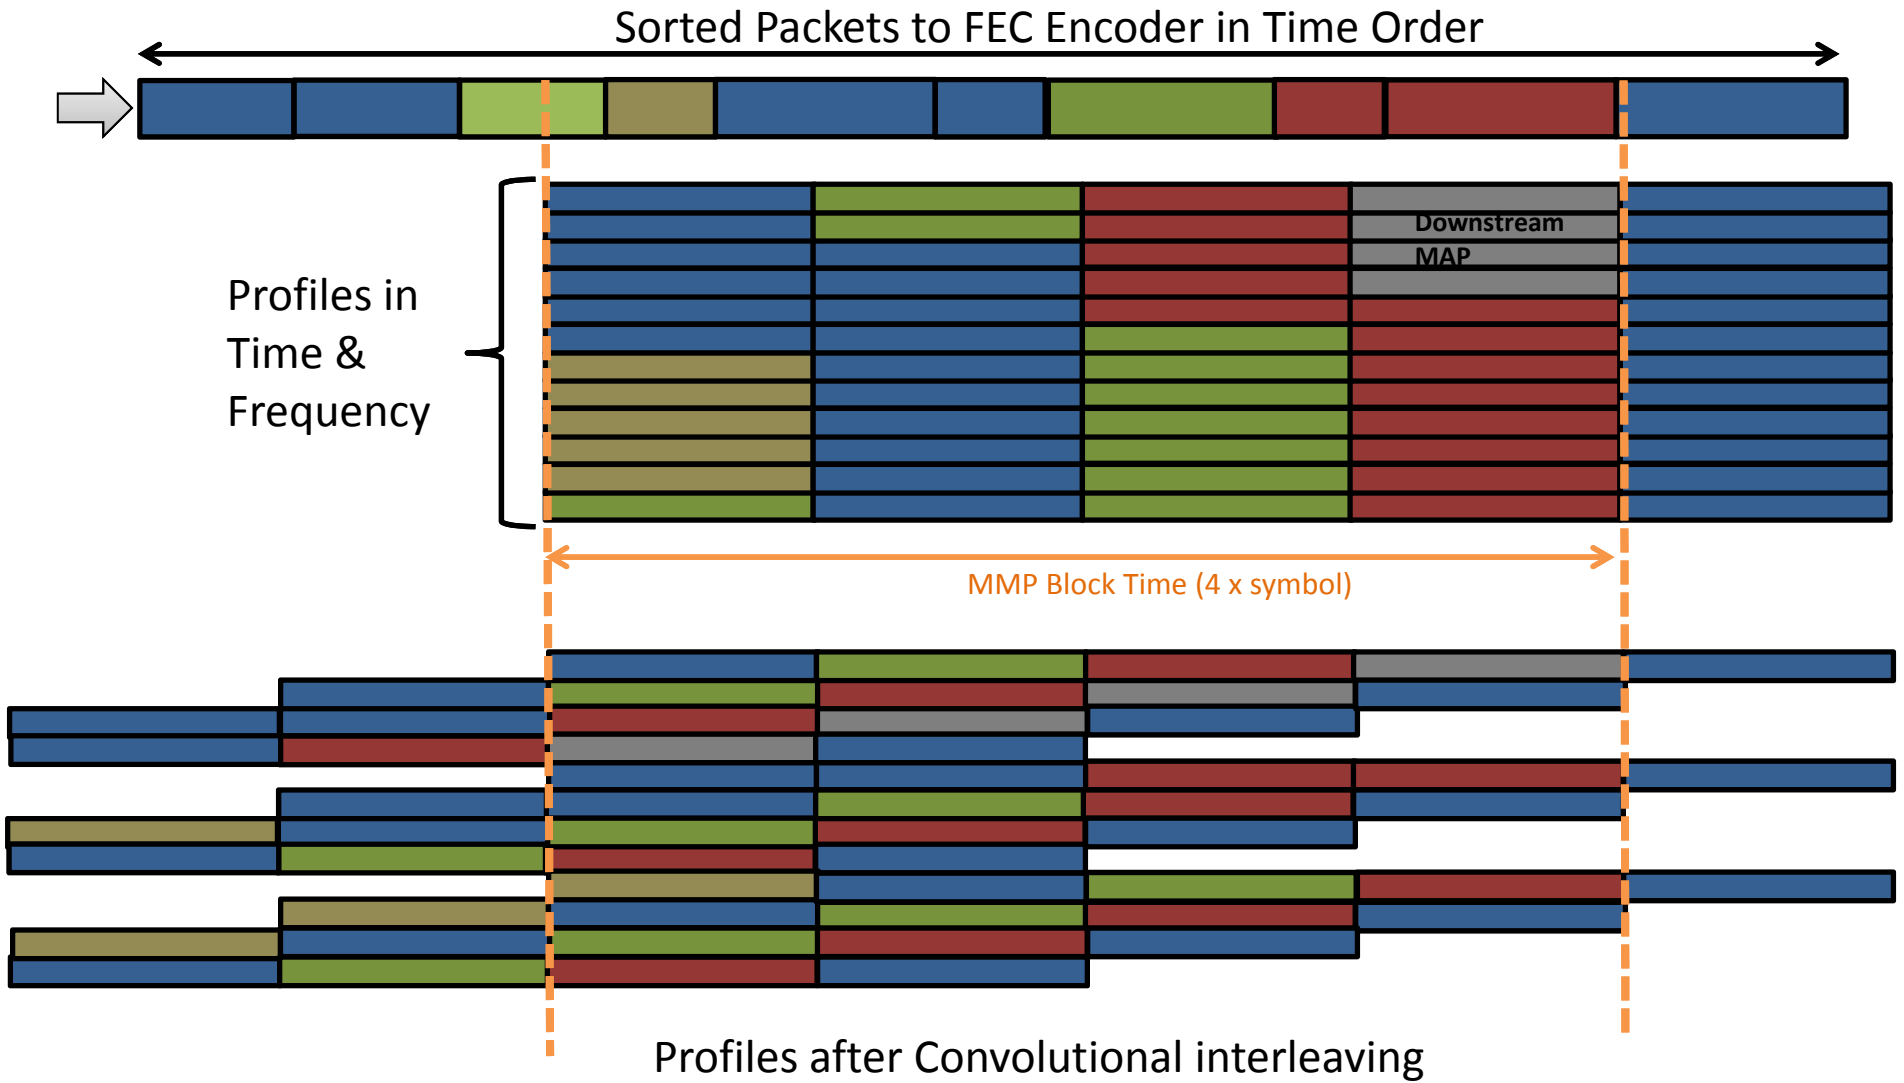 Sorted Packets to FEC Encoder in Time Order
Downstream
MAP
Profiles in
Time &
Frequency
MMP Block Time (4 x symbol)
Profiles after Convolutional interleaving